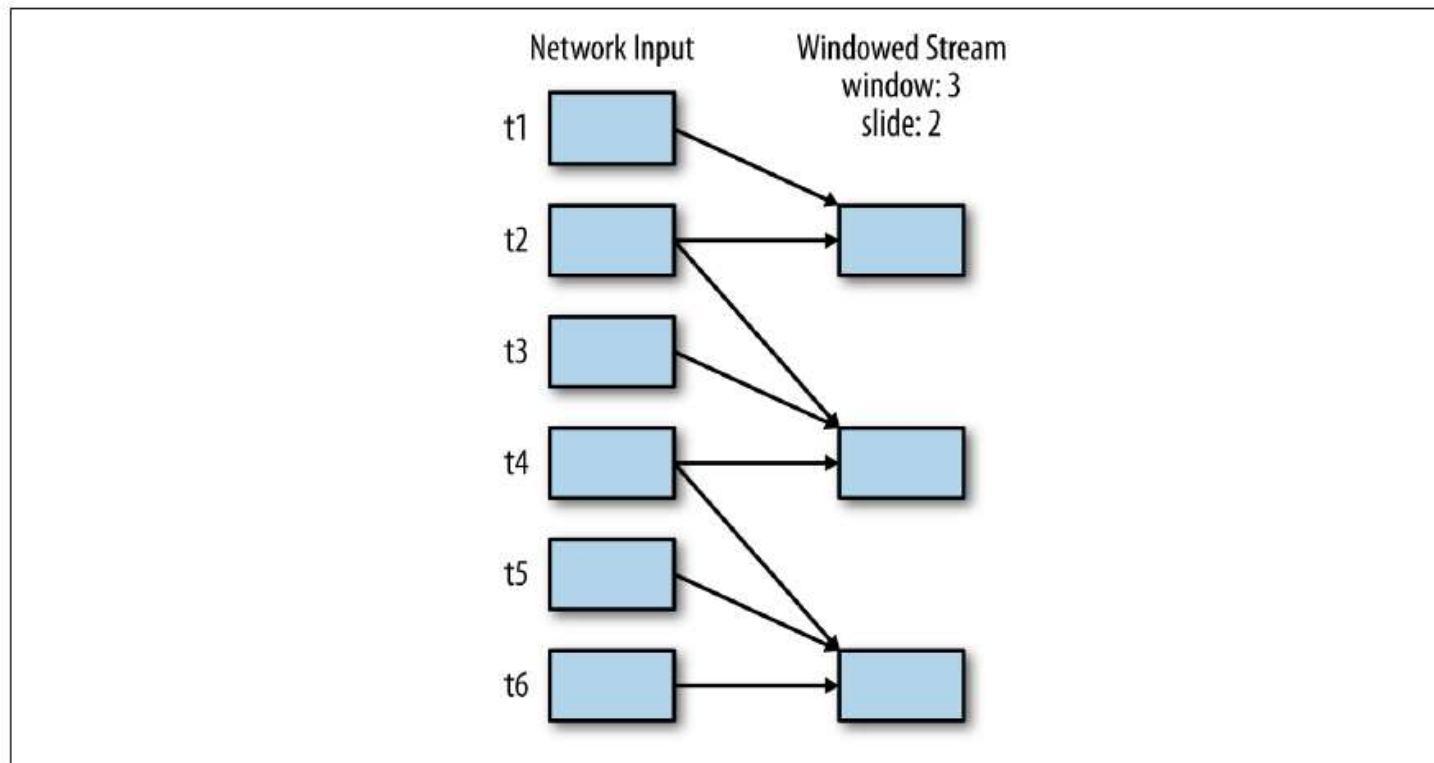 Network Input
Windowed Stream
window: 3
slide: 2
t1
t2
t3
t4
t5
t6